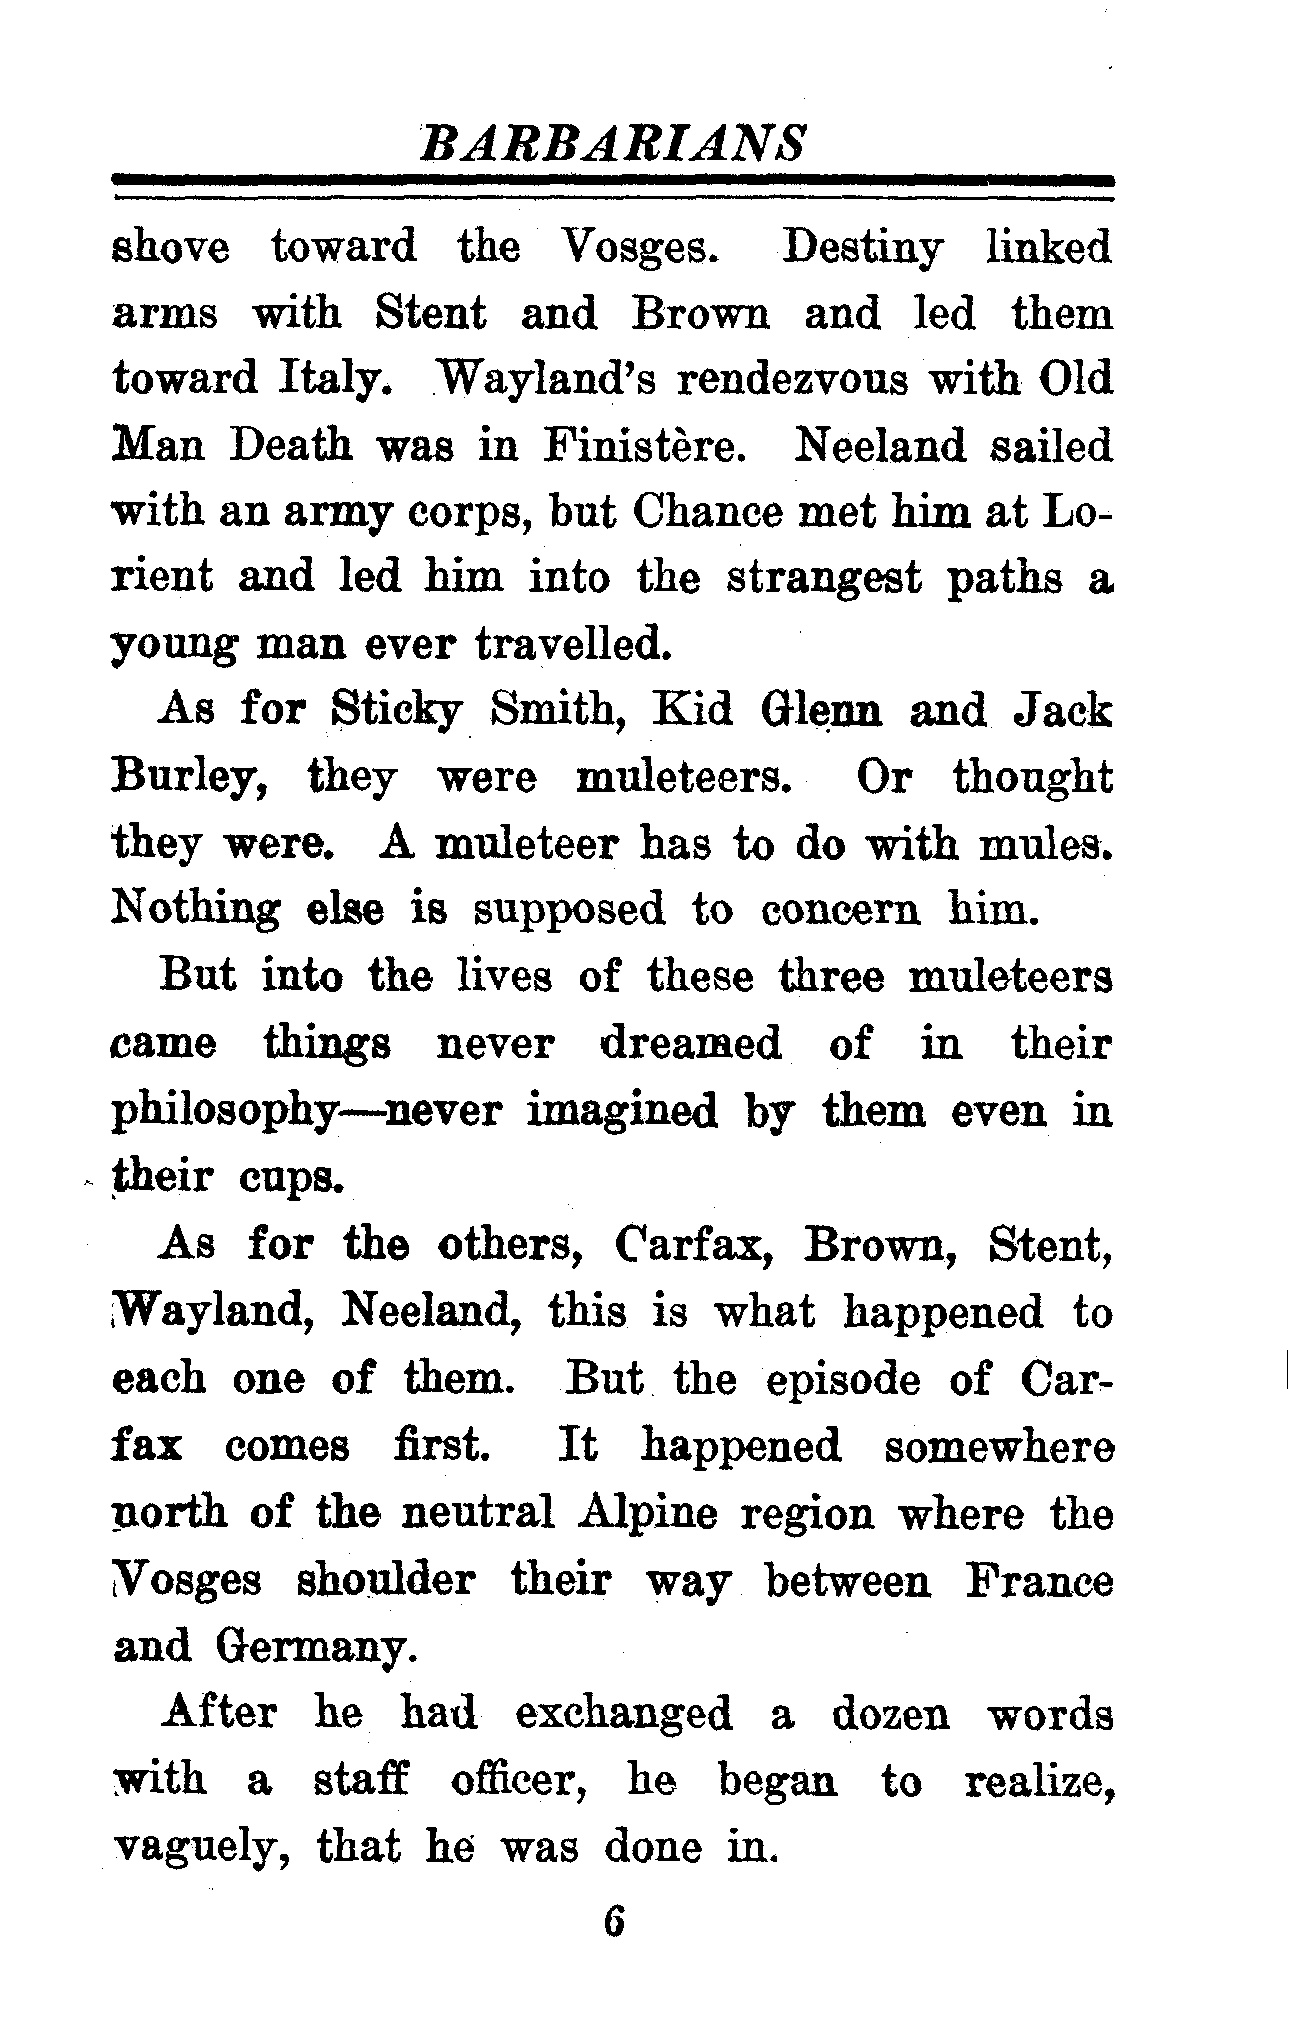 BARBARIANS
shove toward the Vosges. Destiny linked
arms with Stent and Brown and led them
toward Italy. Wayland's rendezvous with Old
Man Death was in Finistère. Neeland sailed
with an army corps, but Chance met him at Lo-
rient and led him into the strangest paths a
young man ever travelled.
As for Sticky Smith, Kid Glenn and Jack
Burley, they were muleteers. Or thought
they were. A muleteer has to do with mules.
Nothing else is supposed to concern him.
But into the lives of these three muleteers
came things never dreamed of in their
philosophy—never imagined by them even in
their cups.
As for the others, Carfax, Brown, Stent,
Wayland, Neeland, this is what happened to
each one of them. But the episode of Car-
fax comes first. It happened somewhere
north of the neutral Alpine region where the
Vosges shoulder their way between France
and Germany.
After he had exchanged a dozen words
with a staff officer, he began to realize,
vaguely, that he was done in.
6